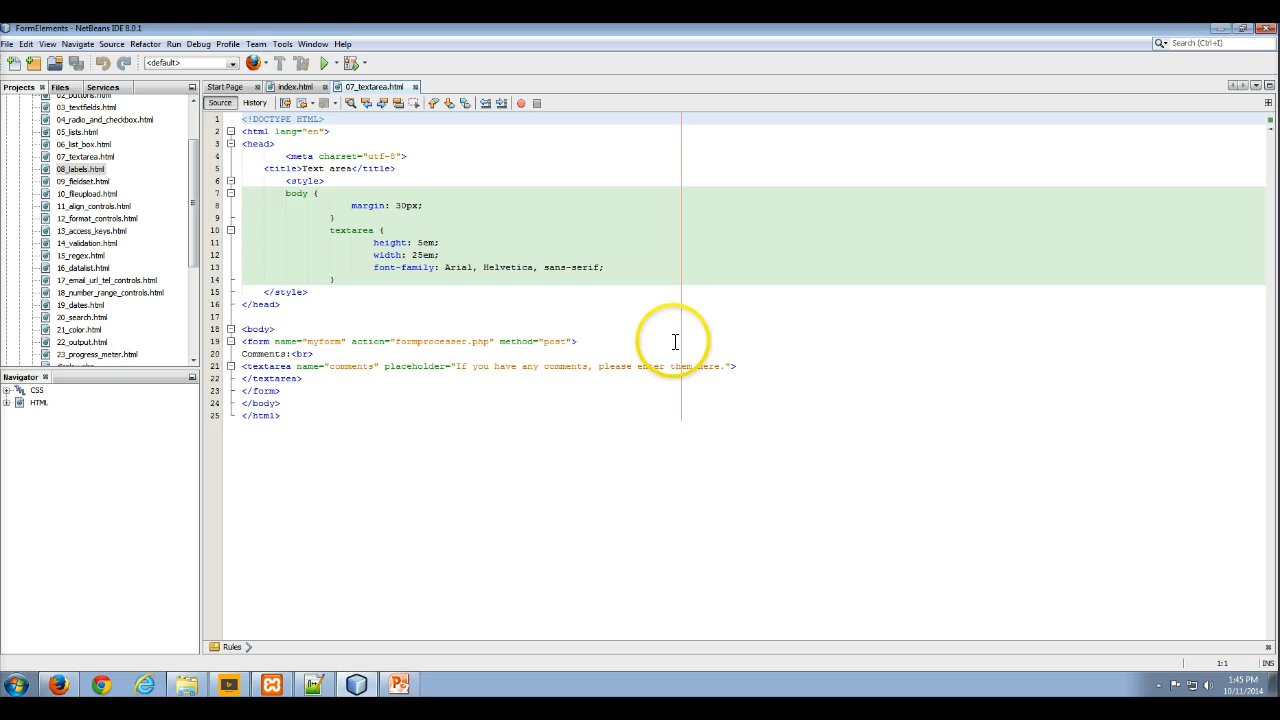 FormElements - NetBeans IDE 8.0.1
File Edit View Navigate Source Refactor Run Debug Profile Team Tools Window Help
Search (Ctrl+I)
<default>
Projects Files Services
Start Page index.html 07_textarea.html
Source History
02_buttons.html
03_textfields.html
04_radio_and_checkbox.html
05_lists.html
06_list_box.html
07_textarea.html
08_labels.html
09_fieldset.html
10_fileupload.html
11_align_controls.html
12_format_controls.html
13_access_keys.html
14_validation.html
15_regex.html
16_datalist.html
17_email_url_tel_controls.html
18_number_range_controls.html
19_dates.html
20_search.html
21_color.html
22_output.html
23_progress_meter.html
Navigator
CSS
HTML
1 <!DOCTYPE HTML>
2 <html lang="en">
3 <head>
4 <meta charset="utf-8">
5 <title>Text area</title>
6 <style>
7 body {
8 margin: 30px;
9 }
10 textarea {
11 height: 5em;
12 width: 25em;
13 font-family: Arial, Helvetica, sans-serif;
14 }
15 </style>
16 </head>
17
18 <body>
19 <form name="myform" action="formprocesser.php" method="post">
20 Comments:<br>
21 <textarea name="comments" placeholder="If you have any comments, please enter them here.">
22 </textarea>
23 </form>
24 </body>
25 </html>
Rules
1:1 INS
1:45 PM
10/11/2014